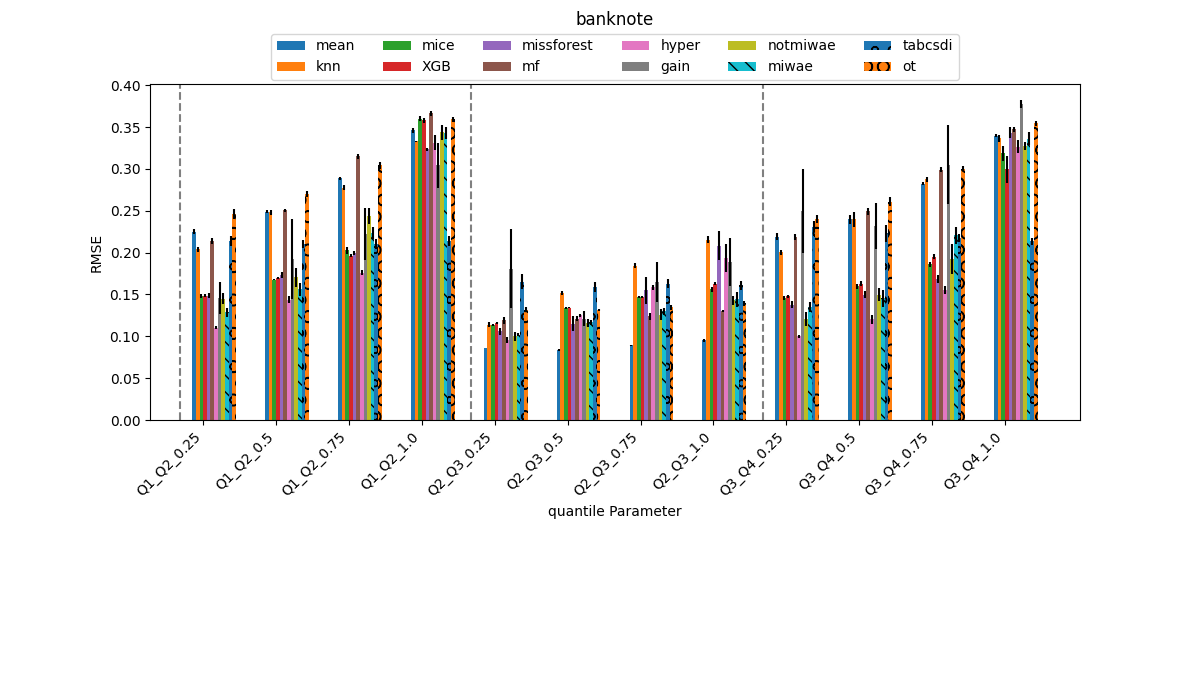 banknote
mean mice missforest hyper notmiwae tabcsdi
knn XGB mf gain miwae ot
0.40
0.35
0.30
0.25
0.20
0.15
0.10
0.05
0.00
RMSE
Q1_Q2_0.25 Q1_Q2_0.5 Q1_Q2_0.75 Q1_Q2_1.0 Q2_Q3_0.25 Q2_Q3_0.5 Q2_Q3_0.75 Q2_Q3_1.0 Q3_Q4_0.25 Q3_Q4_0.5 Q3_Q4_0.75 Q3_Q4_1.0
quantile Parameter